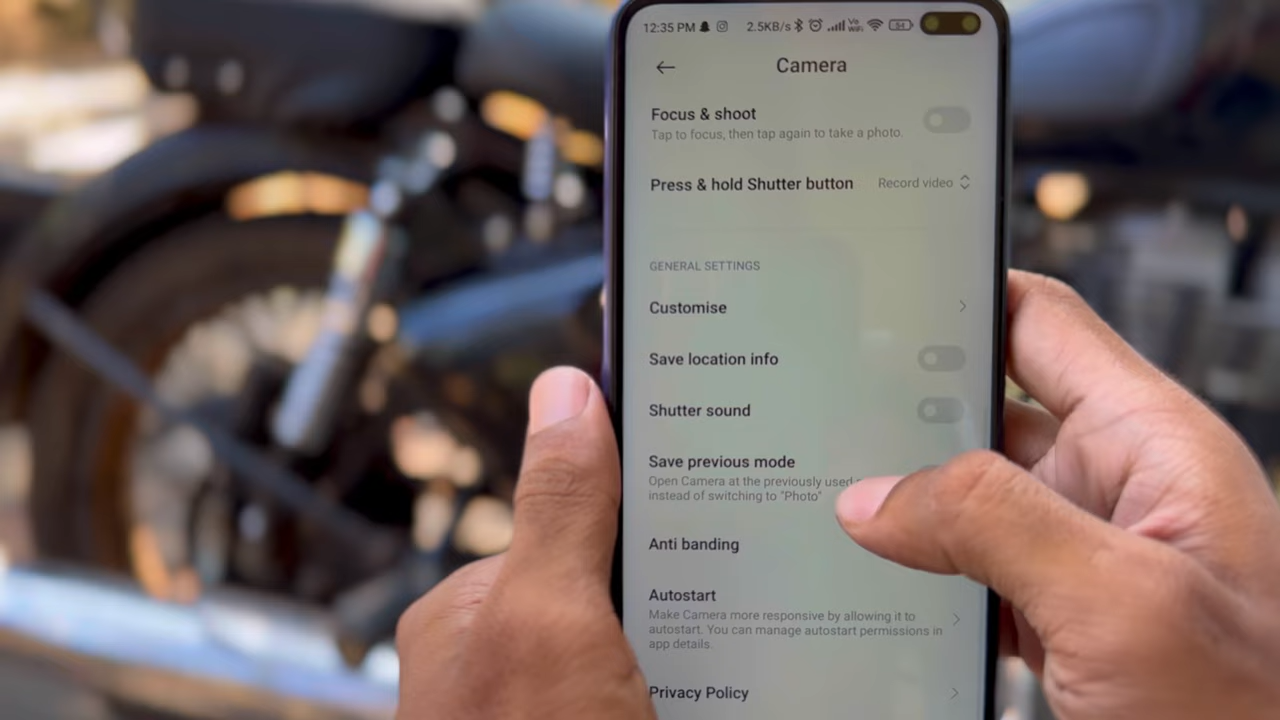 12:35 PM 2.5KB/s Vo WiFi 54
Camera
Focus & shoot
Tap to focus, then tap again to take a photo.
Press & hold Shutter button Record video
GENERAL SETTINGS
Customise
Save location info
Shutter sound
Save previous mode
Open Camera at the previously used
instead of switching to "Photo"
Anti banding
Autostart
Make Camera more responsive by allowing it to
autostart. You can manage autostart permissions in
app details.
Privacy Policy